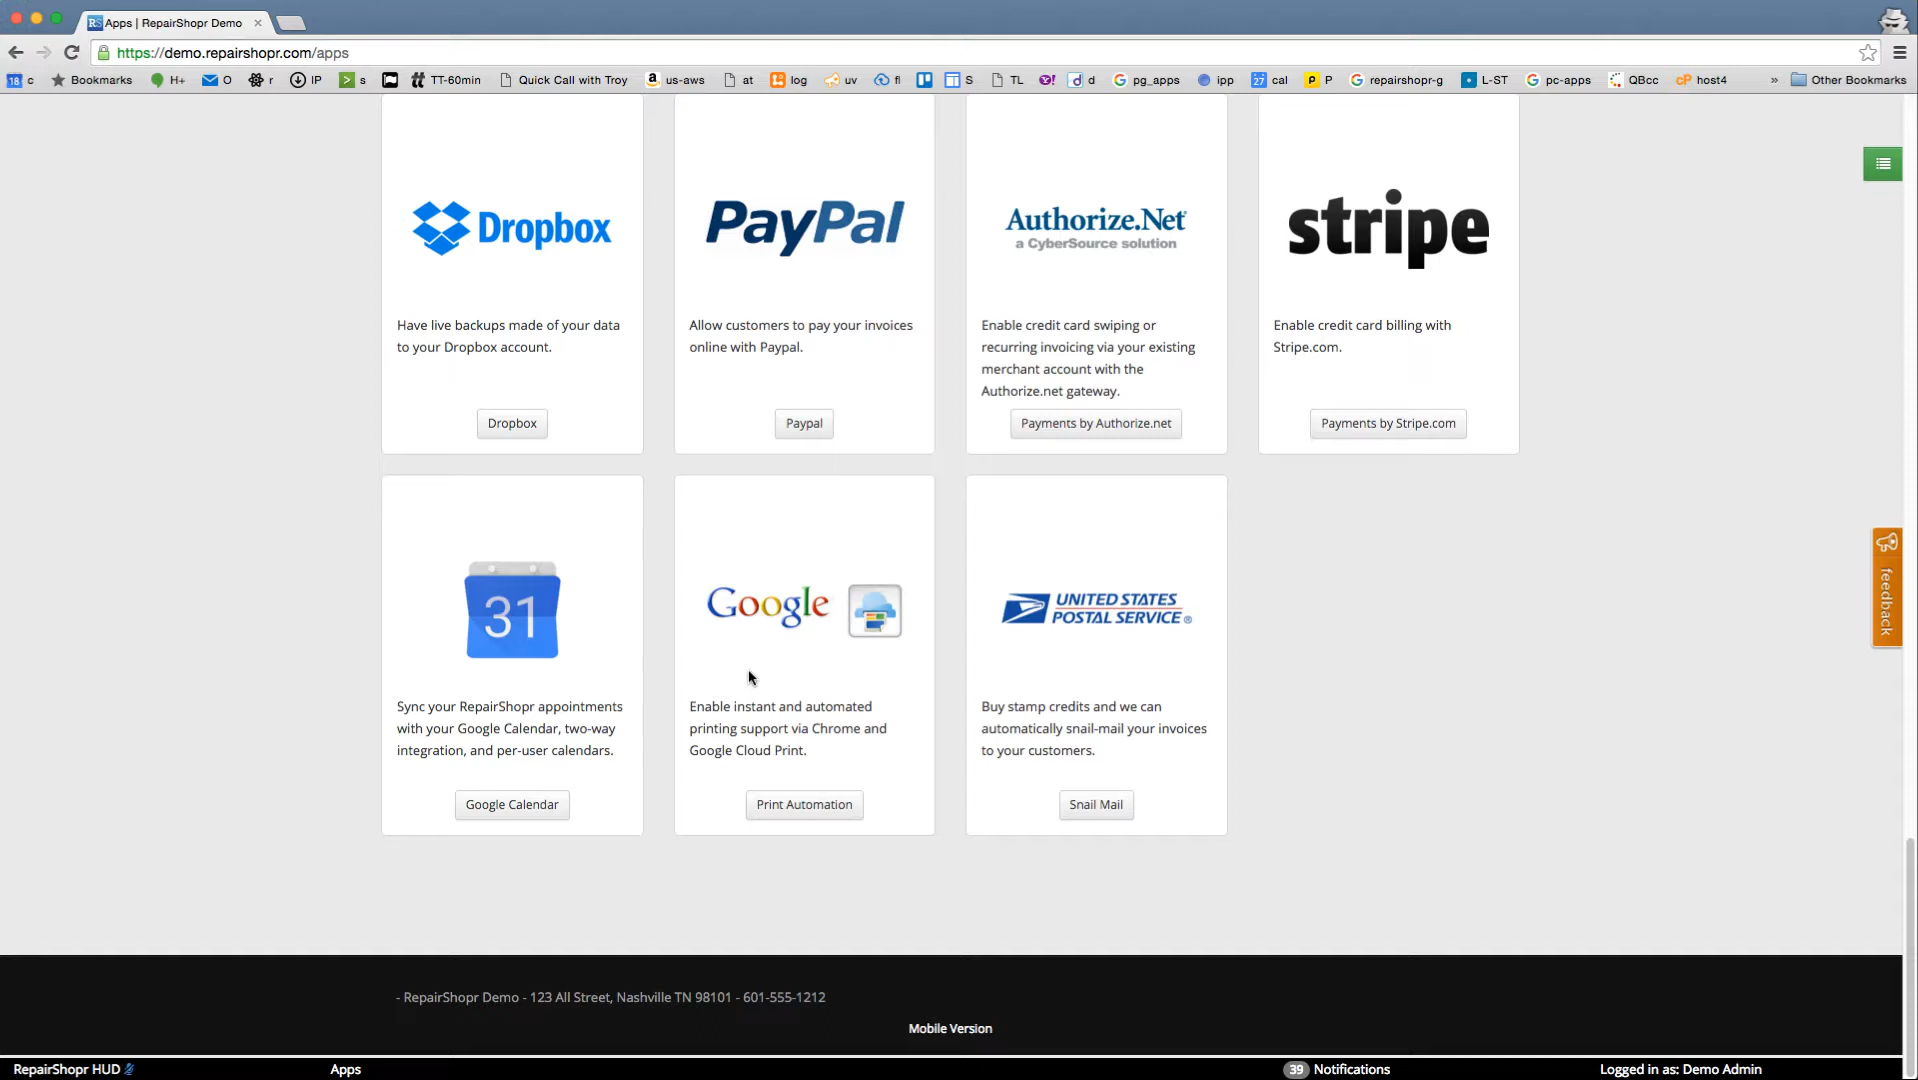 RS Apps | RepairShopr Demo
https://demo.repairshopr.com/apps
18 c Bookmarks H+ O r IP s TT-60min Quick Call with Troy us-aws at log uv fl S TL d pg_apps ipp 27 cal P repairshopr-g L-ST pc-apps QBcc cP host4 » Other Bookmarks
Dropbox
Have live backups made of your data
to your Dropbox account.
Dropbox
PayPal
Allow customers to pay your invoices
online with Paypal.
Paypal
Authorize.Net
a CyberSource solution
Enable credit card swiping or
recurring invoicing via your existing
merchant account with the
Authorize.net gateway.
Payments by Authorize.net
stripe
Enable credit card billing with
Stripe.com.
Payments by Stripe.com
31
Sync your RepairShopr appointments
with your Google Calendar, two-way
integration, and per-user calendars.
Google Calendar
Google
Enable instant and automated
printing support via Chrome and
Google Cloud Print.
Print Automation
UNITED STATES
POSTAL SERVICE®
Buy stamp credits and we can
automatically snail-mail your invoices
to your customers.
Snail Mail
feedback
- RepairShopr Demo - 123 All Street, Nashville TN 98101 - 601-555-1212
Mobile Version
RepairShopr HUD Apps 39 Notifications Logged in as: Demo Admin